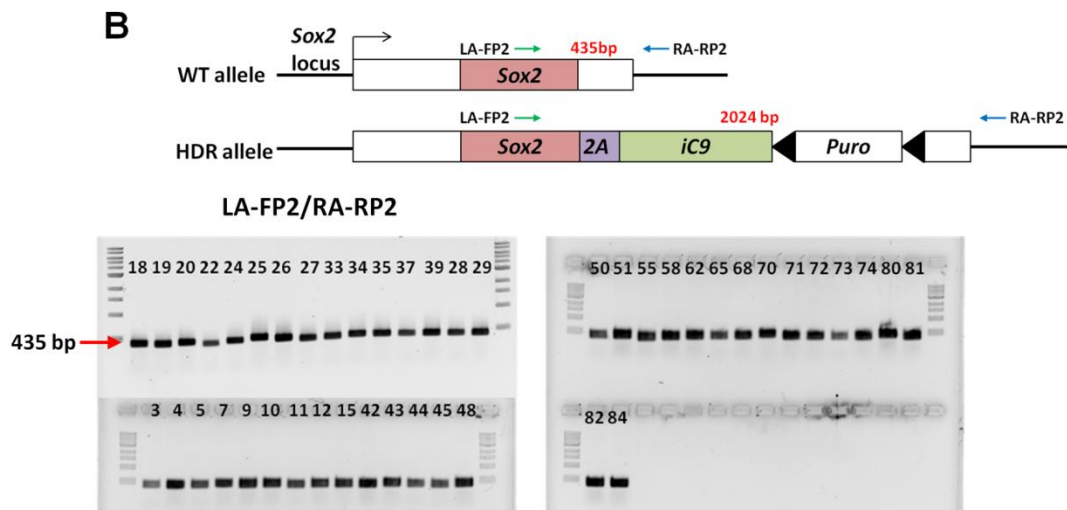 B
Sox2
locus
WT allele
LA-FP2
435bp
RA-RP2
Sox2
HDR allele
LA-FP2
2024 bp
RA-RP2
Sox2 2A iC9 Puro
LA-FP2/RA-RP2
18 19 20 22 24 25 26 27 33 34 35 37 39 28 29
435 bp
3 4 5 7 9 10 11 12 15 42 43 44 45 48
50 51 55 58 62 65 68 70 71 72 73 74 80 81
82 84